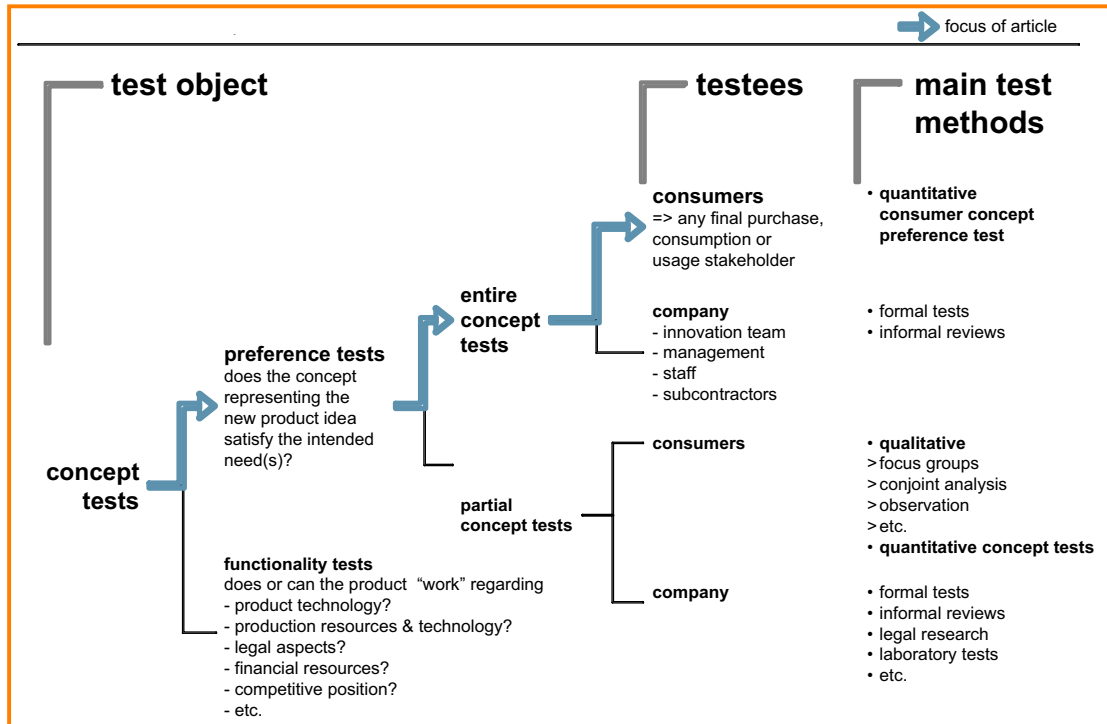 focus of article
test object
testees
main test
methods
consumers
=> any final purchase,
consumption or
usage stakeholder
• quantitative
consumer concept
preference test
entire
concept
tests
company
- innovation team
- management
- staff
- subcontractors
• formal tests
• informal reviews
preference tests
does the concept
representing the
new product idea
satisfy the intended
need(s)?
concept
tests
partial
concept tests
consumers
• qualitative
> focus groups
> conjoint analysis
> observation
> etc.
• quantitative concept tests
functionality tests
does or can the product “work” regarding
- product technology?
- production resources & technology?
- legal aspects?
- financial resources?
- competitive position?
- etc.
company
• formal tests
• informal reviews
• legal research
• laboratory tests
• etc.